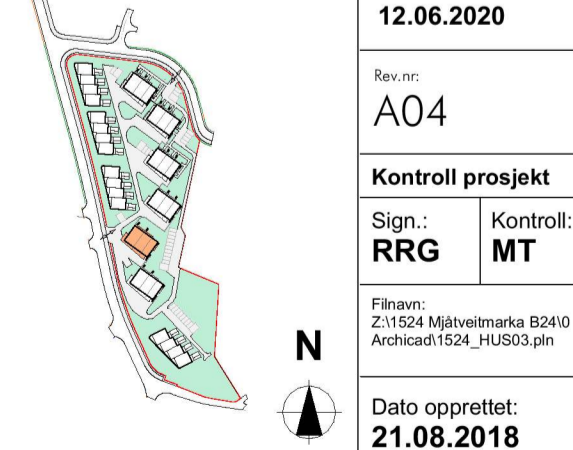 12.06.2020
Rev.nr:
A04
Kontroll prosjekt
Sign.:
RRG
Kontroll:
MT
Filnavn:
Z:\1524 Mjåtveitmarka B24\0
Archicad\1524_HUS03.pln
Dato opprettet:
21.08.2018
N